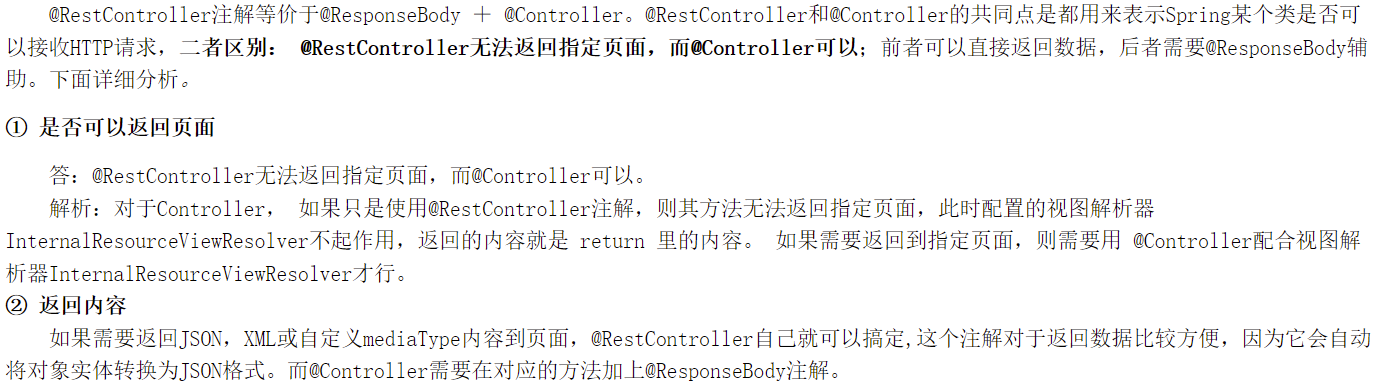 @RestController注解等价于@ResponseBody ＋ @Controller。@RestController和@Controller的共同点是都用来表示Spring某个类是否可
以接收HTTP请求，二者区别： @RestController无法返回指定页面，而@Controller可以；前者可以直接返回数据，后者需要@ResponseBody辅
助。下面详细分析。
① 是否可以返回页面
答：@RestController无法返回指定页面，而@Controller可以。
解析：对于Controller， 如果只是使用@RestController注解，则其方法无法返回指定页面，此时配置的视图解析器
InternalResourceViewResolver不起作用，返回的内容就是 return 里的内容。 如果需要返回到指定页面，则需要用 @Controller配合视图解
析器InternalResourceViewResolver才行。
② 返回内容
如果需要返回JSON，XML或自定义mediaType内容到页面，@RestController自己就可以搞定,这个注解对于返回数据比较方便，因为它会自动
将对象实体转换为JSON格式。而@Controller需要在对应的方法加上@ResponseBody注解。